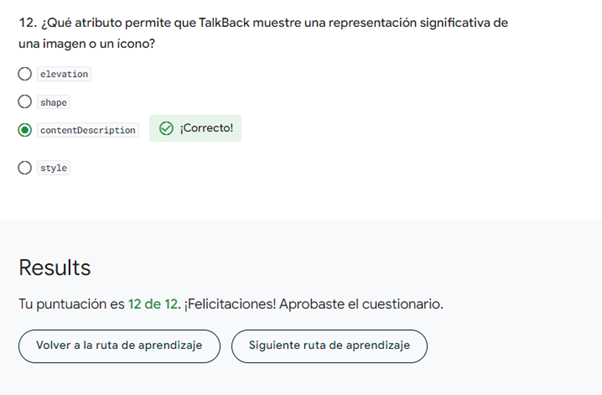 12. ¿Qué atributo permite que TalkBack muestre una representación significativa de
una imagen o un ícono?
elevation
shape
contentDescription ¡Correcto!
style
Results
Tu puntuación es 12 de 12. ¡Felicitaciones! Aprobaste el cuestionario.
Volver a la ruta de aprendizaje Siguiente ruta de aprendizaje